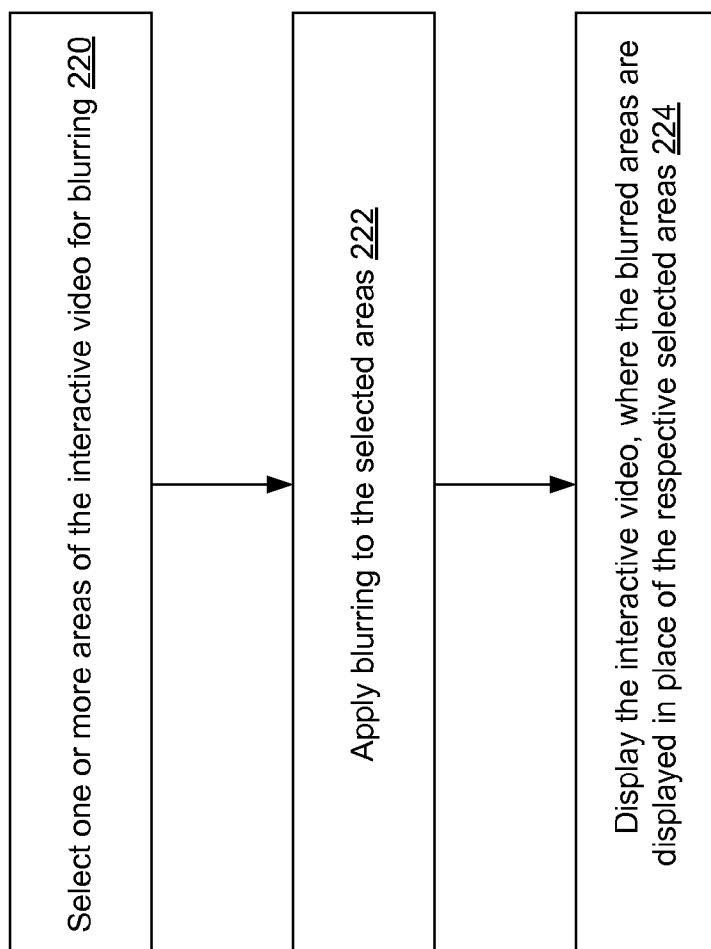 Select one or more areas of the interactive video for blurring 220
Apply blurring to the selected areas 222
Display the interactive video, where the blurred areas are
displayed in place of the respective selected areas 224